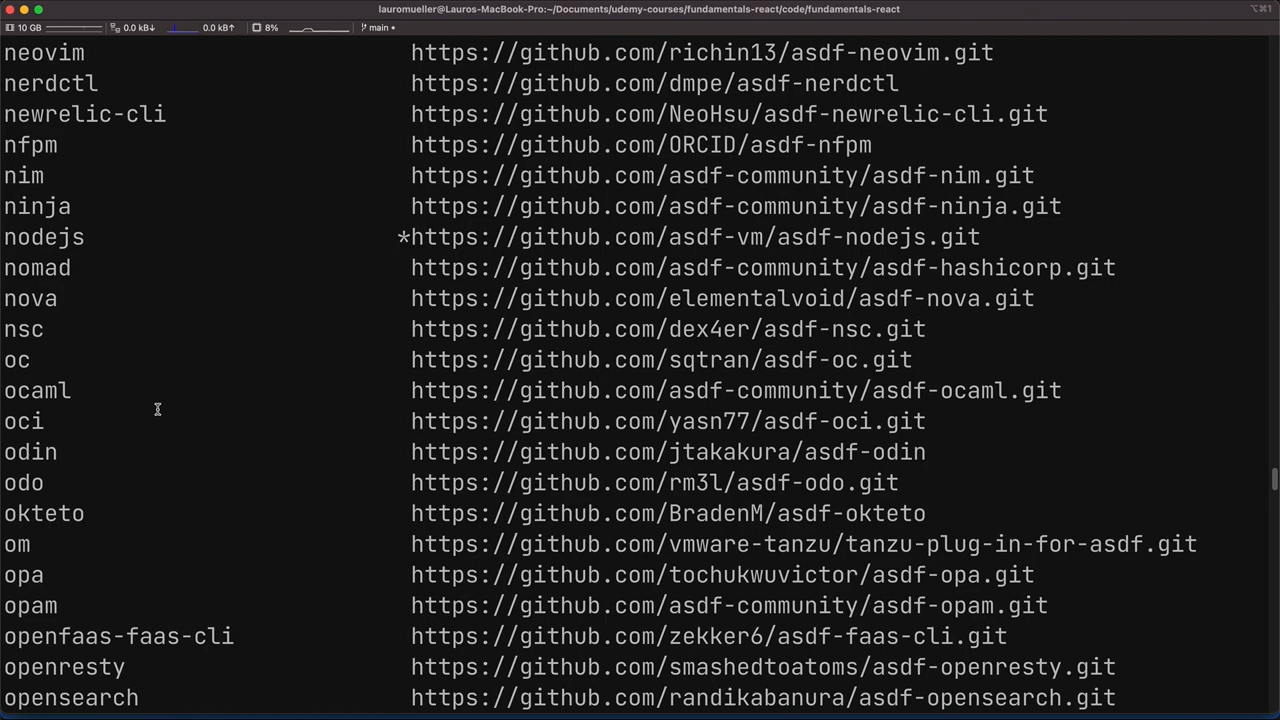 lauromueller@Lauros-MacBook-Pro:~/Documents/udemy-courses/fundamentals-react/code/fundamentals-react
⌥⌘1
10 GB 0.0 kB↓ 0.0 kB↑ 8% main •
neovim https://github.com/richin13/asdf-neovim.git
nerdctl https://github.com/dmpe/asdf-nerdctl
newrelic-cli https://github.com/NeoHsu/asdf-newrelic-cli.git
nfpm https://github.com/ORCID/asdf-nfpm
nim https://github.com/asdf-community/asdf-nim.git
ninja https://github.com/asdf-community/asdf-ninja.git
nodejs *https://github.com/asdf-vm/asdf-nodejs.git
nomad https://github.com/asdf-community/asdf-hashicorp.git
nova https://github.com/elementalvoid/asdf-nova.git
nsc https://github.com/dex4er/asdf-nsc.git
oc https://github.com/sqtran/asdf-oc.git
ocaml https://github.com/asdf-community/asdf-ocaml.git
oci https://github.com/yasn77/asdf-oci.git
odin https://github.com/jtakakura/asdf-odin
odo https://github.com/rm3l/asdf-odo.git
okteto https://github.com/BradenM/asdf-okteto
om https://github.com/vmware-tanzu/tanzu-plug-in-for-asdf.git
opa https://github.com/tochukwuvictor/asdf-opa.git
opam https://github.com/asdf-community/asdf-opam.git
openfaas-faas-cli https://github.com/zekker6/asdf-faas-cli.git
openresty https://github.com/smashedtoatoms/asdf-openresty.git
opensearch https://github.com/randikabanura/asdf-opensearch.git